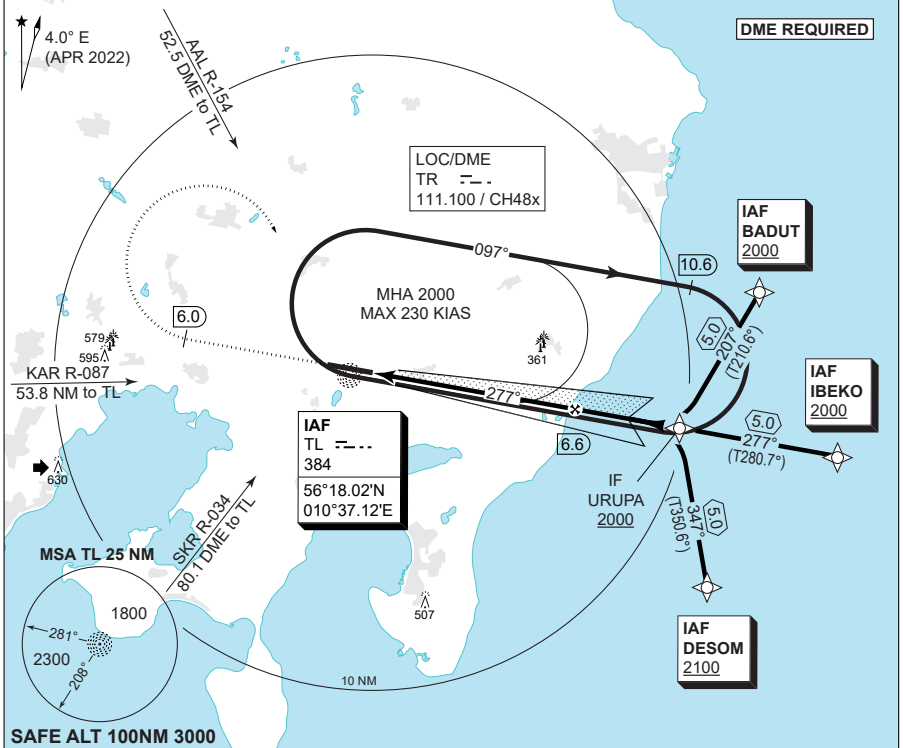 DME REQUIRED
4.0° E
(APR 2022)
AAL R-154
52.5 DME to TL
LOC/DME
TR
111.100 / CH48x
097°
10.6
IAF
BADUT
2000
MHA 2000
MAX 230 KIAS
6.0
579
595
361
5.0
207°
(T210.6°)
KAR R-087
53.8 NM to TL
277
IAF
IBEKO
2000
5.0
277°
(T280.7°)
6.6
IAF
TL
384
56°18.02'N
010°37.12'E
630
IF
URUPA
2000
5.0
347°
(T350.6°)
SKR R-034
80.1 DME to TL
MSA TL 25 NM
1800
281°
2300
208°
507
IAF
DESOM
2100
10 NM
SAFE ALT 100NM 3000